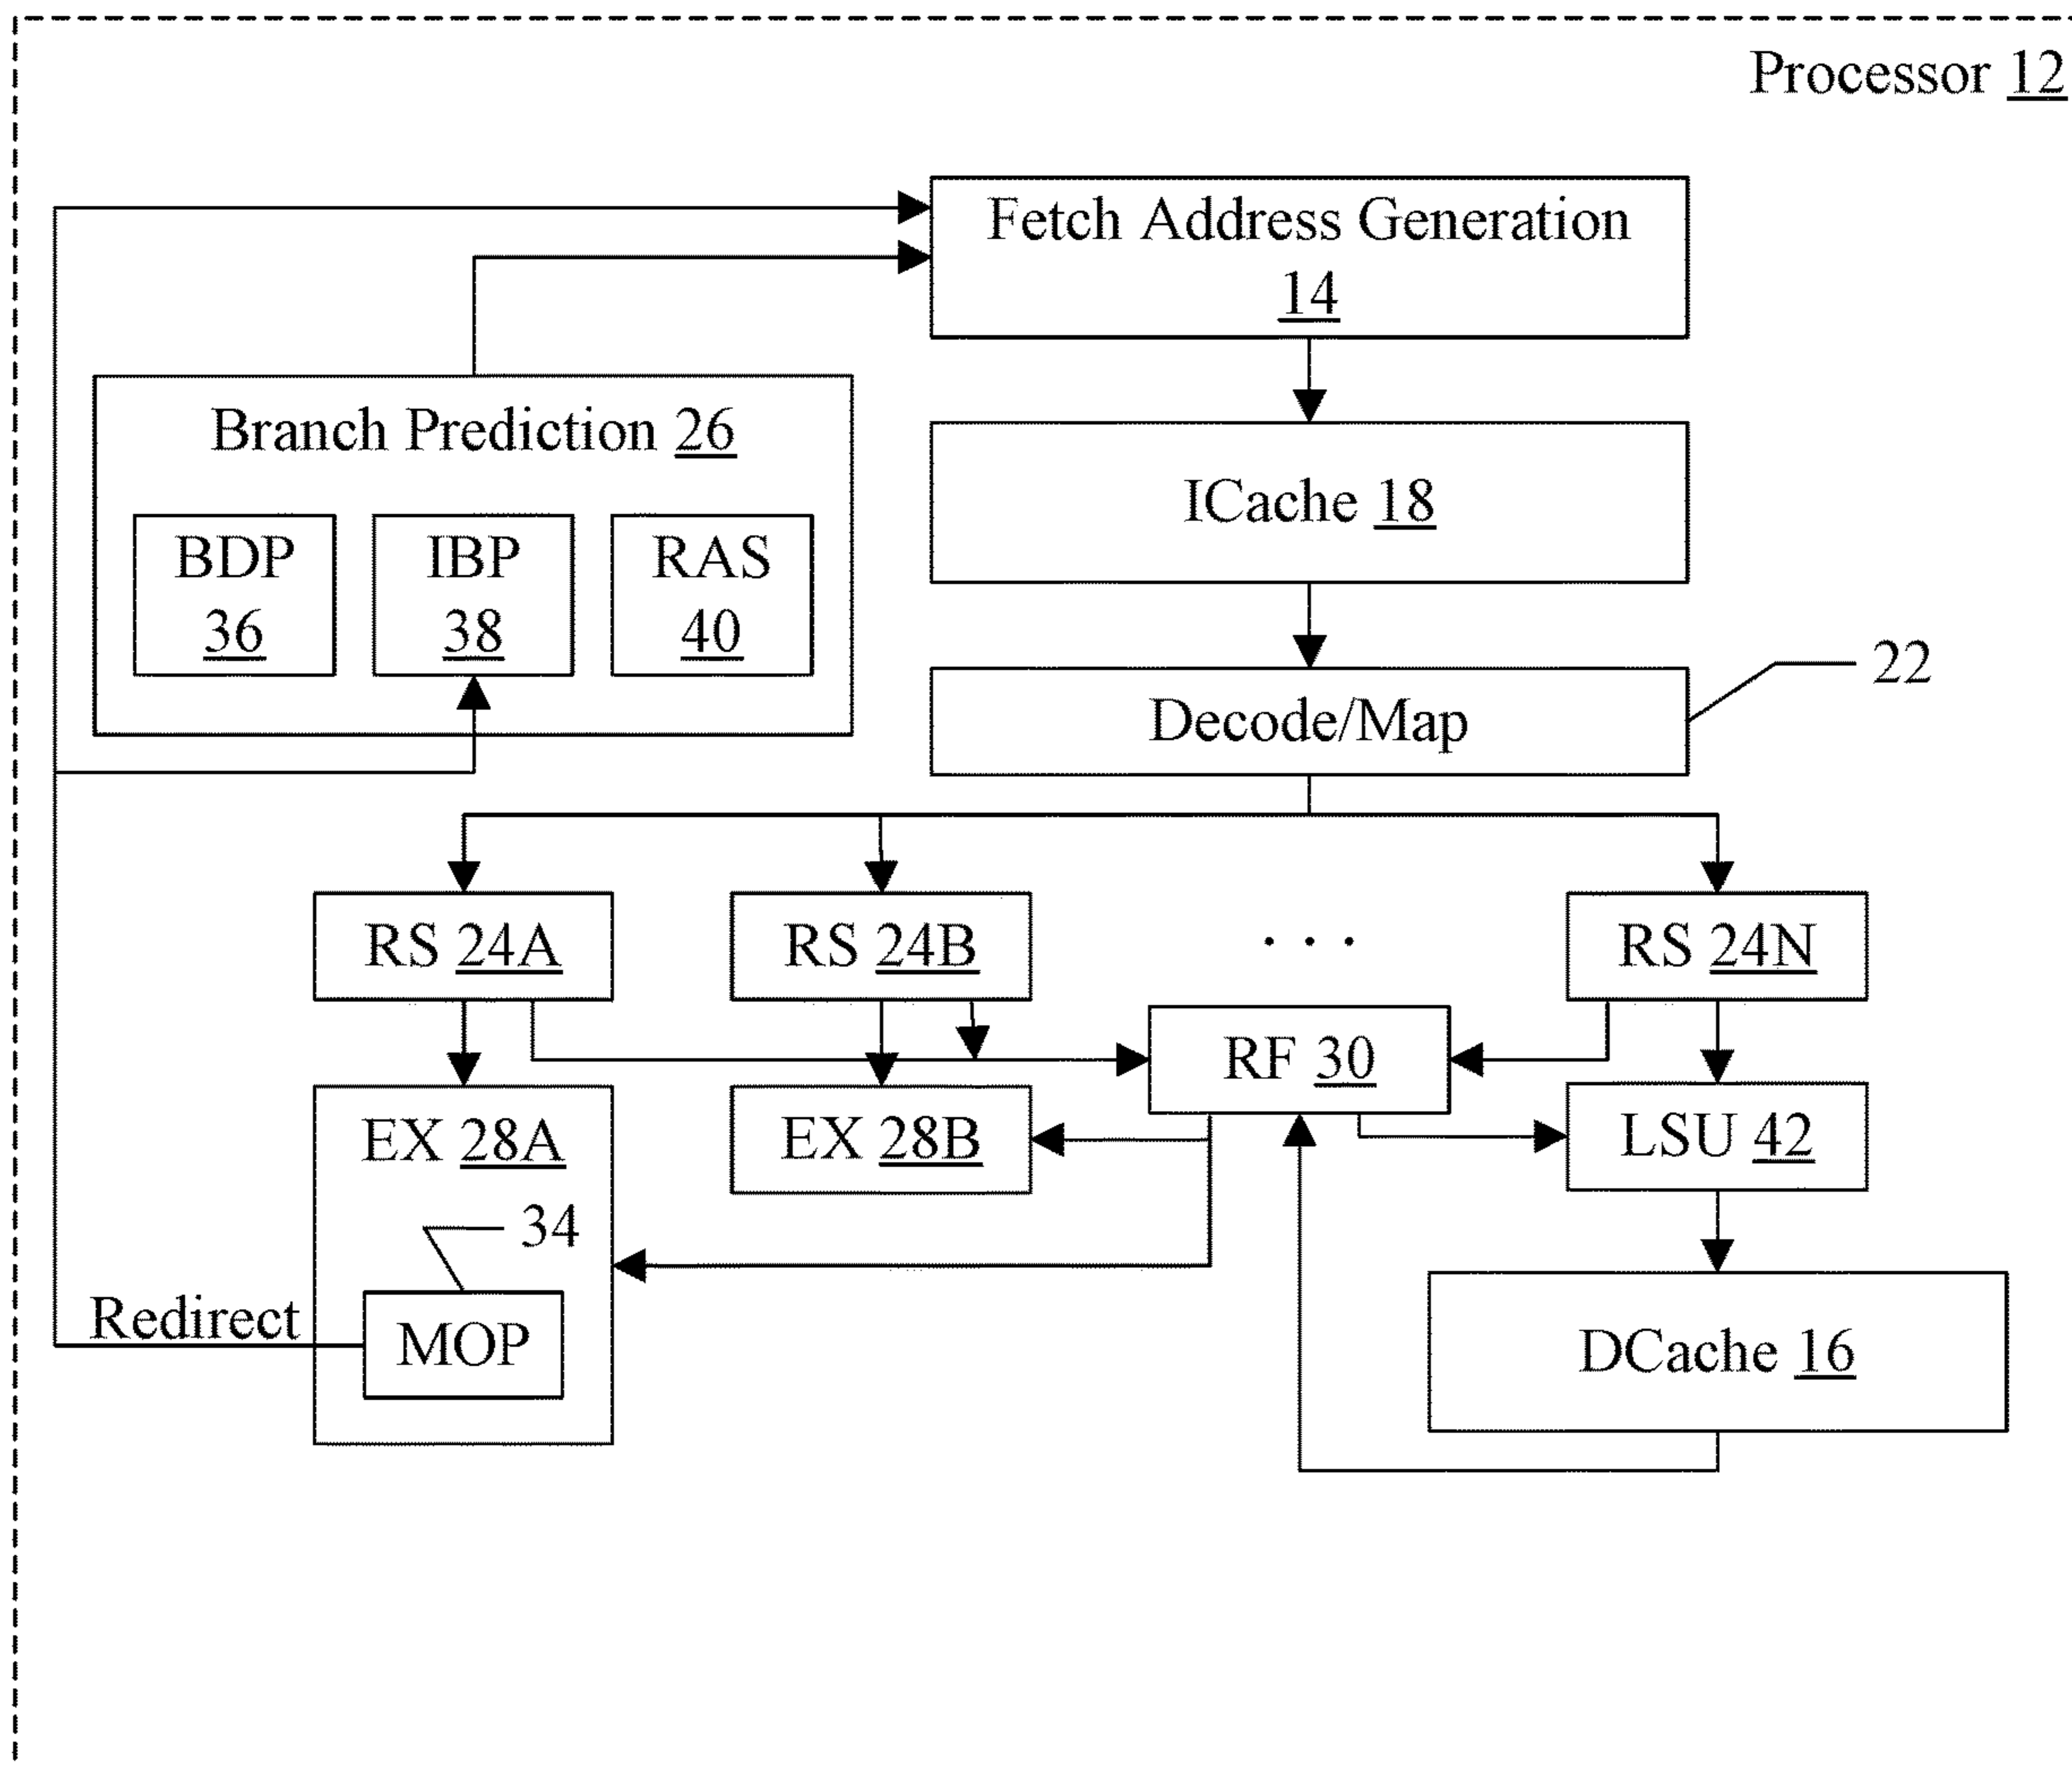 Processor 12
Fetch Address Generation
14
Branch Prediction 26
ICache 18
BDP
36
IBP
38
RAS
40
22
Decode/Map
RS 24A
RS 24B
. . .
RS 24N
RF 30
EX 28A
EX 28B
LSU 42
34
Redirect
MOP
DCache 16